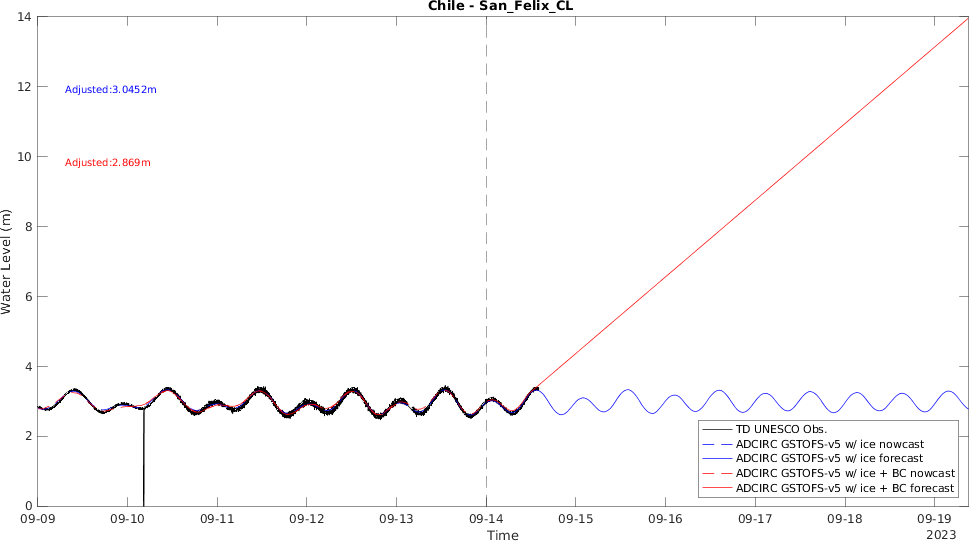 Chile - San_Felix_CL
14
12
10
8
6
4
2
0
Water Level (m)
Adjusted:3.0452m
Adjusted:2.869m
TD UNESCO Obs.
ADCIRC GSTOFS-v5 w/ ice nowcast
ADCIRC GSTOFS-v5 w/ ice forecast
ADCIRC GSTOFS-v5 w/ ice + BC nowcast
ADCIRC GSTOFS-v5 w/ ice + BC forecast
09-09 09-10 09-11 09-12 09-13 09-14 09-15 09-16 09-17 09-18 09-19
Time
2023